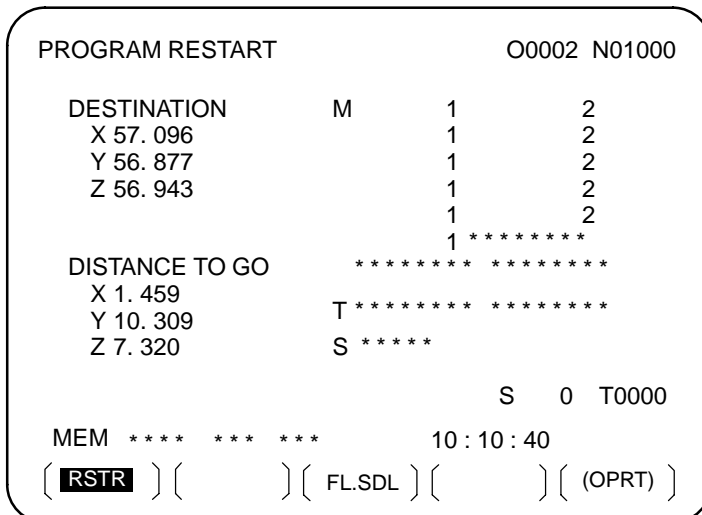 PROGRAM RESTART O0002 N01000
DESTINATION M 1 2
X 57. 096 1 2
Y 56. 877 1 2
Z 56. 943 1 2
1 2
1 * * * * * * * *
DISTANCE TO GO * * * * * * * * * * * * * * * *
X 1. 459
T * * * * * * * * * * * * * * * *
Y 10. 309
Z 7. 320 S * * * * *
S 0 T0000
MEM * * * * * * * * * * 10 : 10 : 40
[ RSTR ] [ ] [ FL.SDL ] [ ] [ (OPRT) ]